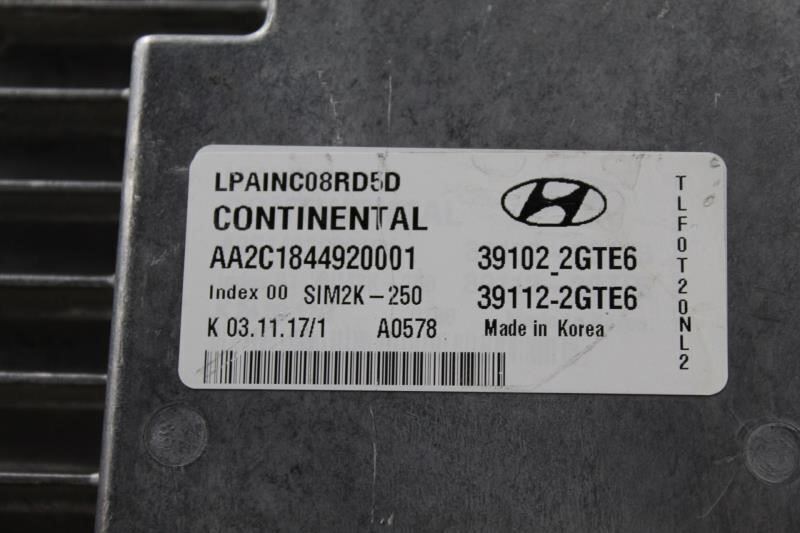 LPAINC08RD5D
CONTINENTAL
AA2C1844920001 39102_2GTE6
Index 00 SIM2K-250 39112-2GTE6
K 03.11.17/1 A0578 Made in Korea
TLF0T20NL2